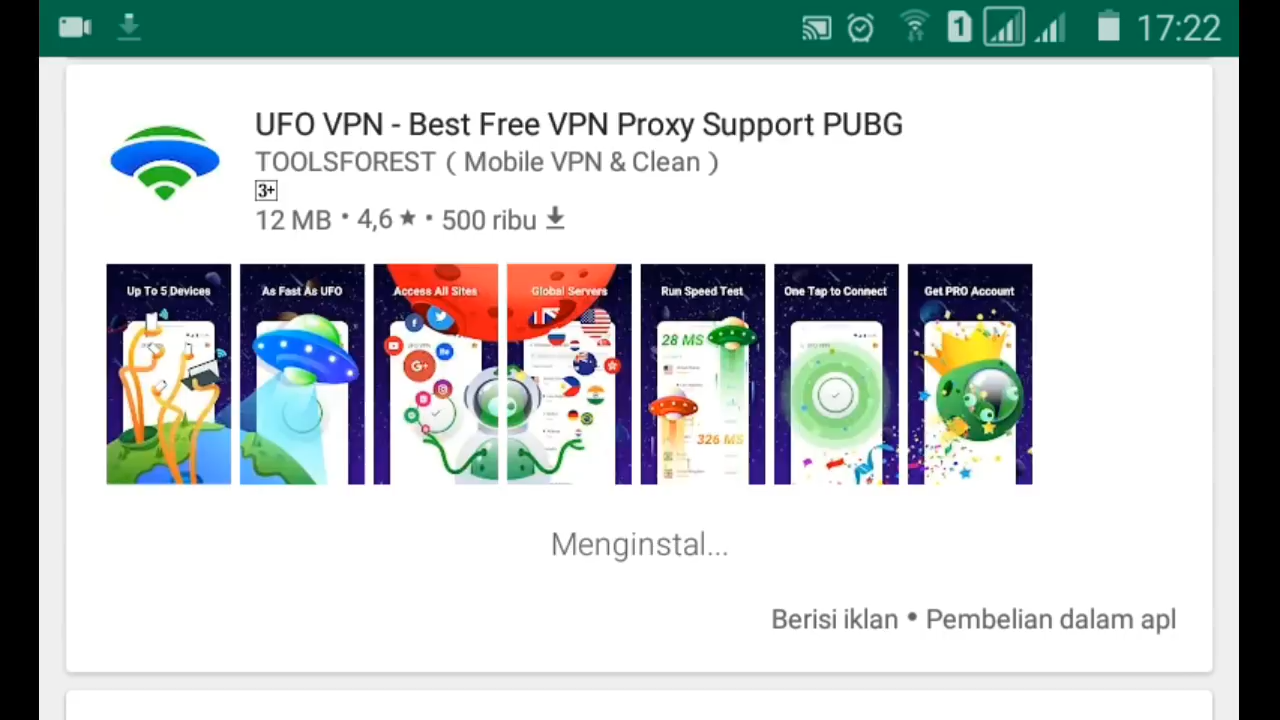 1 17:22
UFO VPN - Best Free VPN Proxy Support PUBG
TOOLSFOREST ( Mobile VPN & Clean )
3+
12 MB • 4,6 ★ • 500 ribu
Up To 5 Devices
As Fast As UFO
Access All Sites
Global Servers
Run Speed Test
One Tap to Connect
Get PRO Account
28 MS
326 MS
Menginstal...
Berisi iklan • Pembelian dalam apl